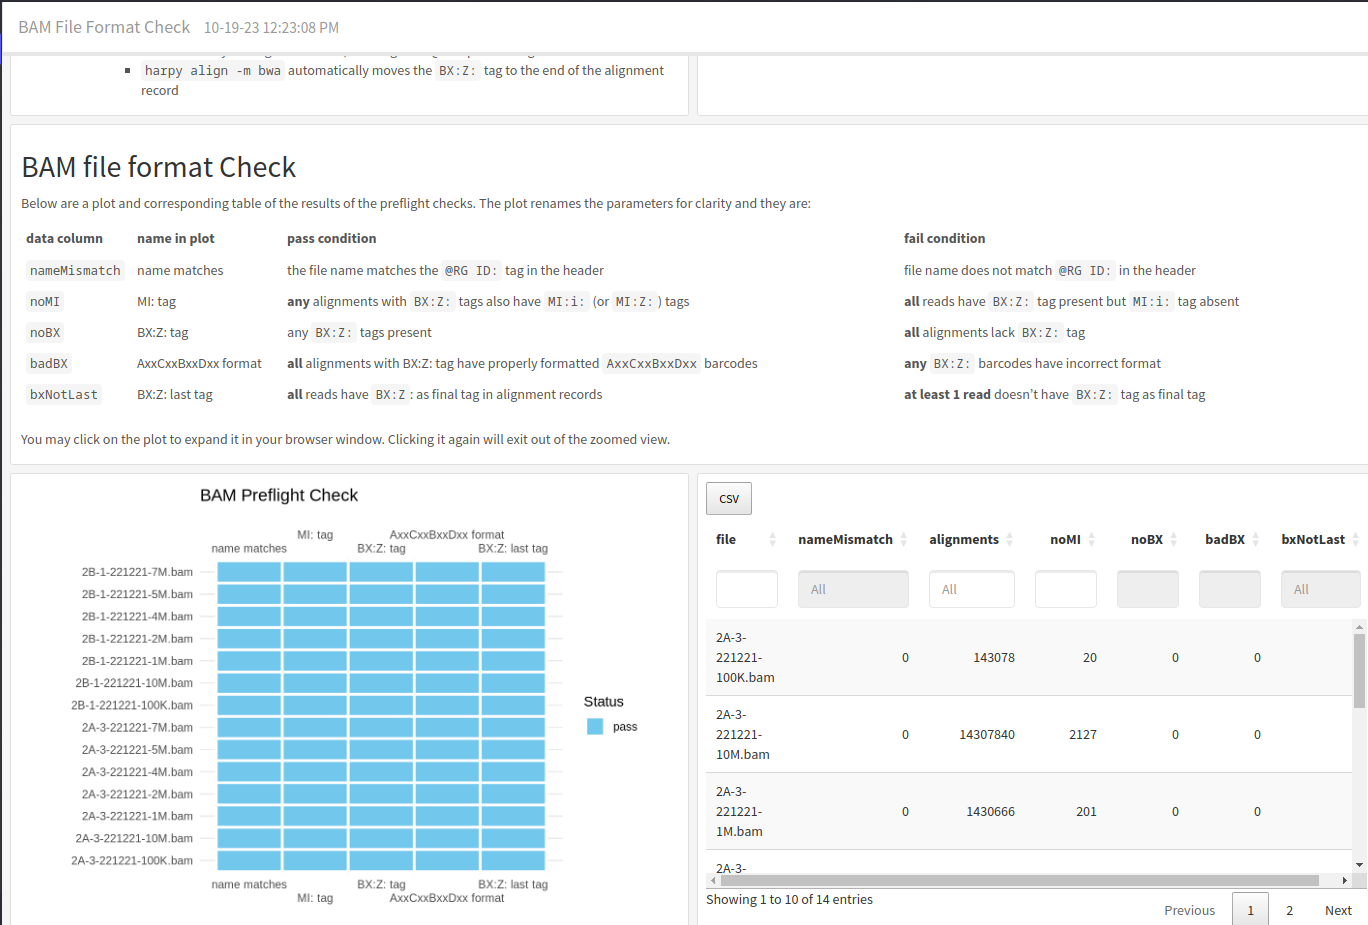 BAM File Format Check 10-19-23 12:23:08 PM
harpy align -m bwa automatically moves the BX:Z: tag to the end of the alignment
record
BAM file format Check
Below are a plot and corresponding table of the results of the preflight checks. The plot renames the parameters for clarity and they are:
data column name in plot pass condition fail condition
nameMismatch name matches the file name matches the @RG ID: tag in the header file name does not match @RG ID: in the header
noMI MI: tag any alignments with BX:Z: tags also have MI:i: (or MI:Z: ) tags all reads have BX:Z: tag present but MI:i: tag absent
noBX BX:Z: tag any BX:Z: tags present all alignments lack BX:Z: tag
badBX AxxCxxBxxDxx format all alignments with BX:Z: tag have properly formatted AxxCxxBxxDxx barcodes any BX:Z: barcodes have incorrect format
bxNotLast BX:Z: last tag all reads have BX:Z : as final tag in alignment records at least 1 read doesn't have BX:Z: tag as final tag
You may click on the plot to expand it in your browser window. Clicking it again will exit out of the zoomed view.
BAM Preflight Check
MI: tag AxxCxxBxxDxx format
name matches BX:Z: tag BX:Z: last tag
2B-1-221221-7M.bam
2B-1-221221-5M.bam
2B-1-221221-4M.bam
2B-1-221221-2M.bam
2B-1-221221-1M.bam
2B-1-221221-10M.bam
2B-1-221221-100K.bam
2A-3-221221-7M.bam
2A-3-221221-5M.bam
2A-3-221221-4M.bam
2A-3-221221-2M.bam
2A-3-221221-1M.bam
2A-3-221221-10M.bam
2A-3-221221-100K.bam
name matches BX:Z: tag BX:Z: last tag
MI: tag AxxCxxBxxDxx format
Status
pass
CSV
file nameMismatch alignments noMI noBX badBX bxNotLast
All All All
2A-3-
221221-
100K.bam
0 143078 20 0 0
2A-3-
221221-
10M.bam
0 14307840 2127 0 0
2A-3-
221221-
1M.bam
0 1430666 201 0 0
2A-3-
Showing 1 to 10 of 14 entries
Previous 1 2 Next